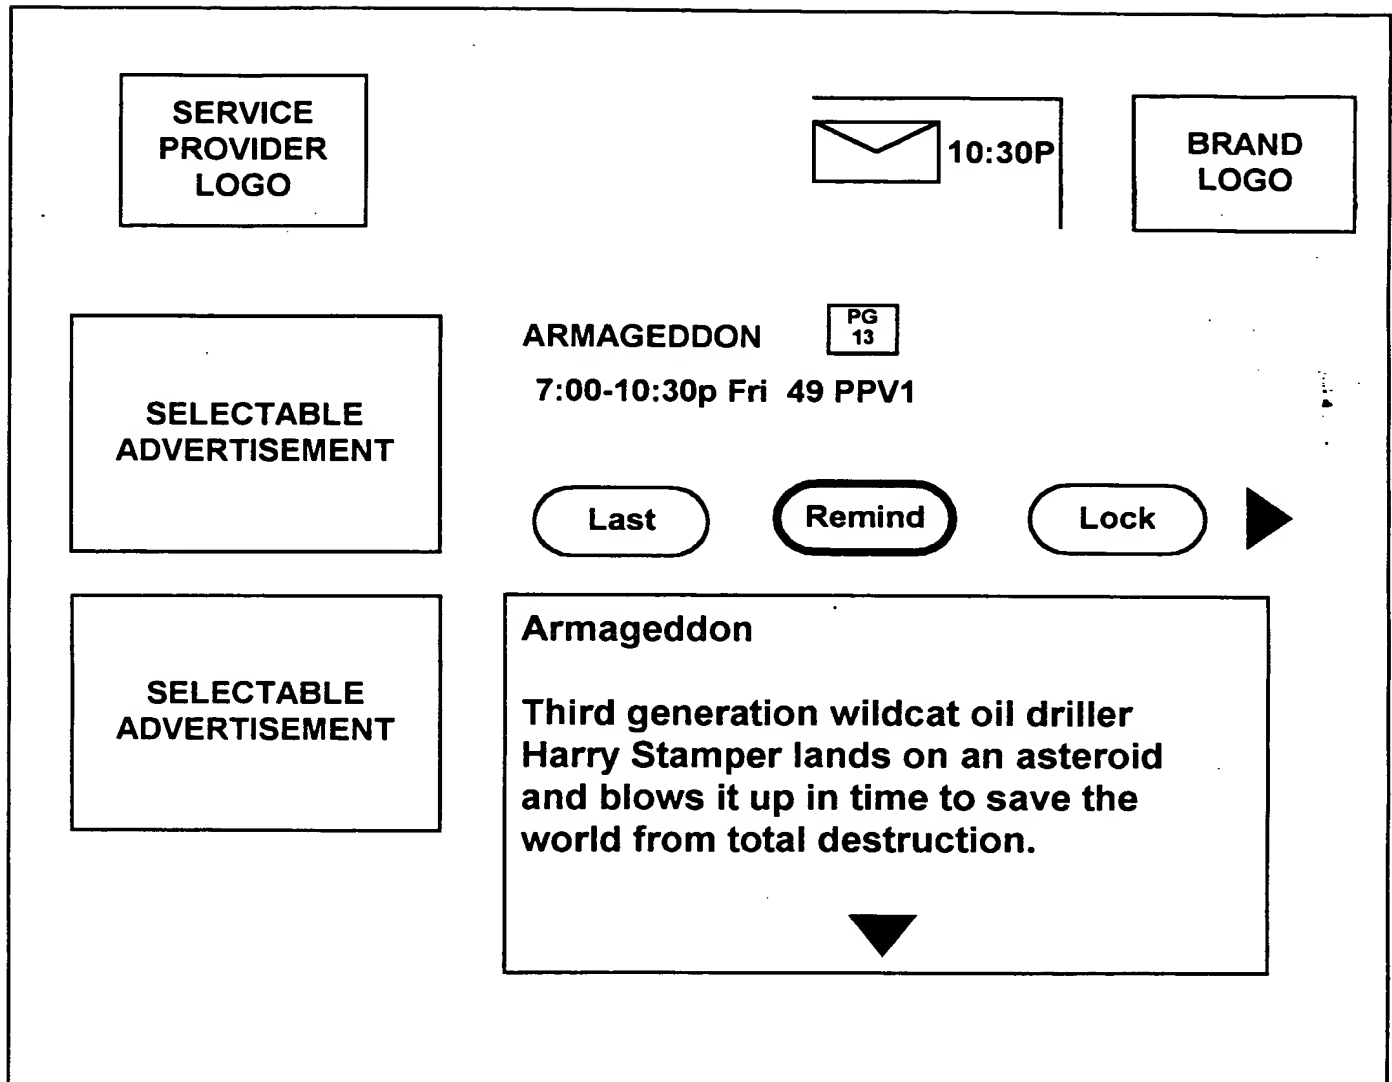 SERVICE
PROVIDER
LOGO
10:30P
BRAND
LOGO
SELECTABLE
ADVERTISEMENT
ARMAGEDDON
PG
13
7:00-10:30p Fri 49 PPV1
Last
Remind
Lock
SELECTABLE
ADVERTISEMENT
Armageddon
Third generation wildcat oil driller
Harry Stamper lands on an asteroid
and blows it up in time to save the
world from total destruction.